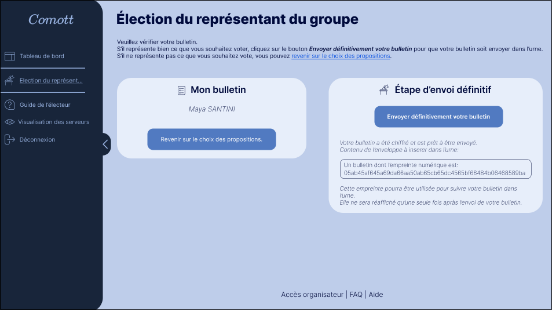 Comott
Élection du représentant du groupe
Veuillez vérifier votre bulletin.
S'il représente bien ce que vous souhaitez voter, cliquez sur le bouton Envoyer définitivement votre bulletin pour que votre bulletin soit envoyer dans l'urne.
S'il ne représente pas ce que vous souhaitez vote, vous pouvez revenir sur le choix des propositions.
Tableau de bord
Élection du représent...
Guide de l'électeur
Visualisation des serveurs
Déconnexion
Mon bulletin
Maya SANTINI
Revenir sur le choix des propositions.
Étape d'envoi définitif
Envoyer définitivement votre bulletin
Votre bulletin a été chiffré et est prêt à être envoyé.
Contenu de l'enveloppe à insérer dans l'urne:
Un bulletin dont l'empreinte numérique est:
Cette empreinte pourra être utilisée pour suivre votre bulletin dans
l'urne.
Elle ne sera réaffiché qu'une seule fois après l'envoi de votre bulletin.
Accès organisateur | FAQ | Aide